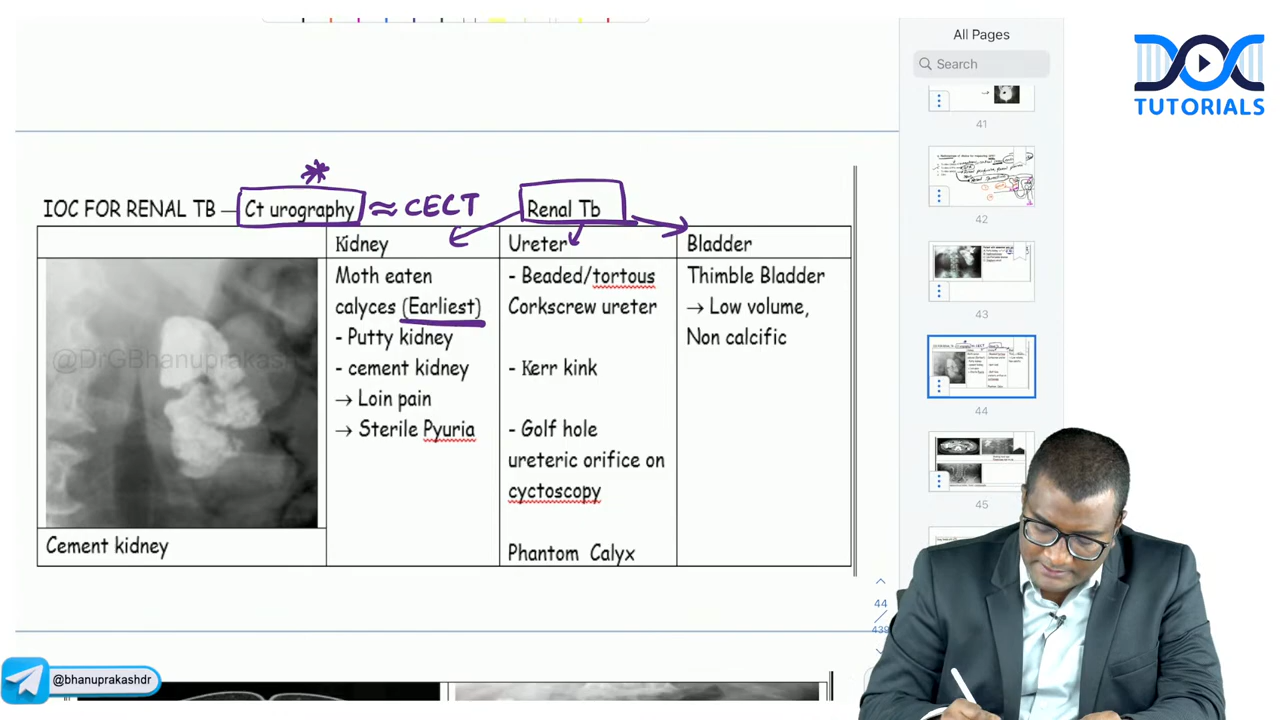 All Pages
Search
41
42
43
44
45
DOC
TUTORIALS
*
IOC FOR RENAL TB – Ct urography ≈ CECT
Renal Tb
Kidney
Ureter
Bladder
Moth eaten
calyces (Earliest)
- Putty kidney
- cement kidney
→ Loin pain
→ Sterile Pyuria
- Beaded/tortous
Corkscrew ureter
- Kerr kink
- Golf hole
ureteric orifice on
cyctoscopy
Phantom Calyx
Thimble Bladder
→ Low volume,
Non calcific
@DrGBhanuprakash
Cement kidney
44
439
@bhanuprakashdr